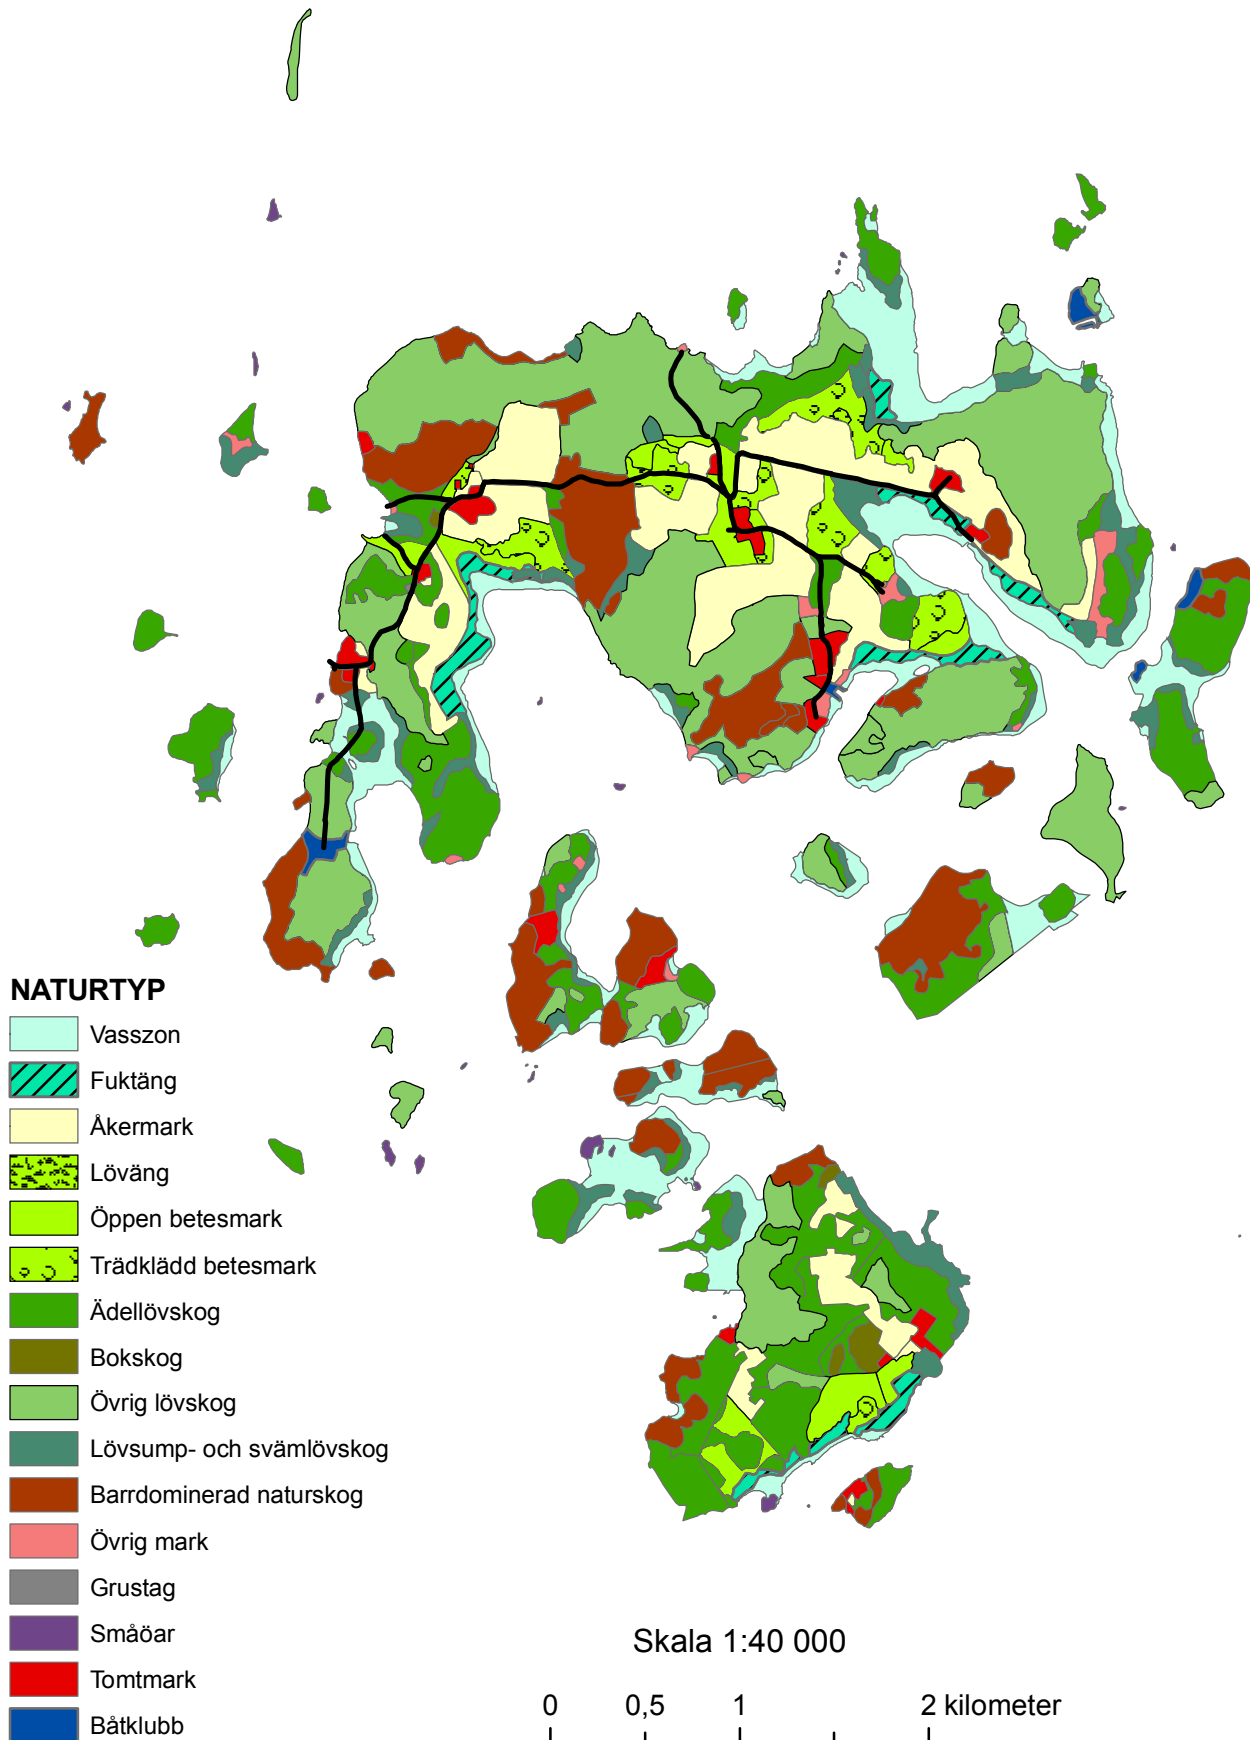 NATURTYP
Vasszon
Fuktäng
Åkermark
Löväng
Öppen betesmark
Trädklädd betesmark
Ädellövskog
Bokskog
Övrig lövskog
Lövsump- och svämlövskog
Barrdominerad naturskog
Övrig mark
Grustag
Småöar
Tomtmark
Båtklubb
Skala 1:40 000
0 0,5 1 2 kilometer